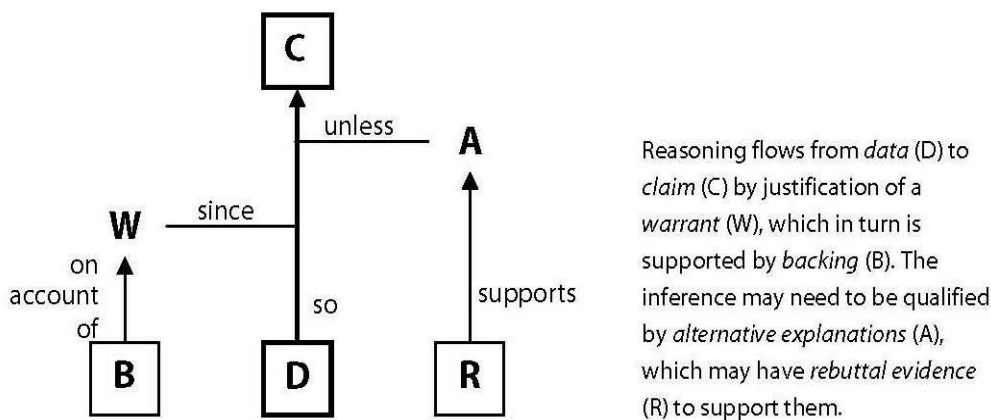 C
unless
A
since
W
on
account
of
so
supports
B
D
R
Reasoning flows from data (D) to
claim (C) by justification of a
warrant (W), which in turn is
supported by backing (B). The
inference may need to be qualified
by alternative explanations (A),
which may have rebuttal evidence
(R) to support them.